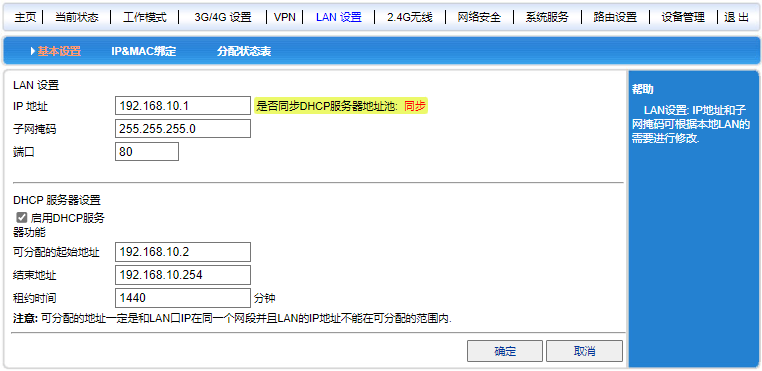 主页 当前状态 工作模式 3G/4G 设置 VPN LAN 设置 2.4G无线 网络安全 系统服务 路由设置 设备管理 退 出
基本设置 IP&MAC绑定 分配状态表
LAN 设置
IP 地址 192.168.10.1 是否同步DHCP服务器地址池: 同步
子网掩码 255.255.255.0
端口 80
DHCP 服务器设置
启用DHCP服务
器功能
可分配的起始地址 192.168.10.2
结束地址 192.168.10.254
租约时间 1440 分钟
注意: 可分配的地址一定是和LAN口IP在同一个网段并且LAN的IP地址不能在可分配的范围内.
确定 取消
帮助
LAN设置: IP地址和子
网掩码可根据本地LAN的
需要进行修改.